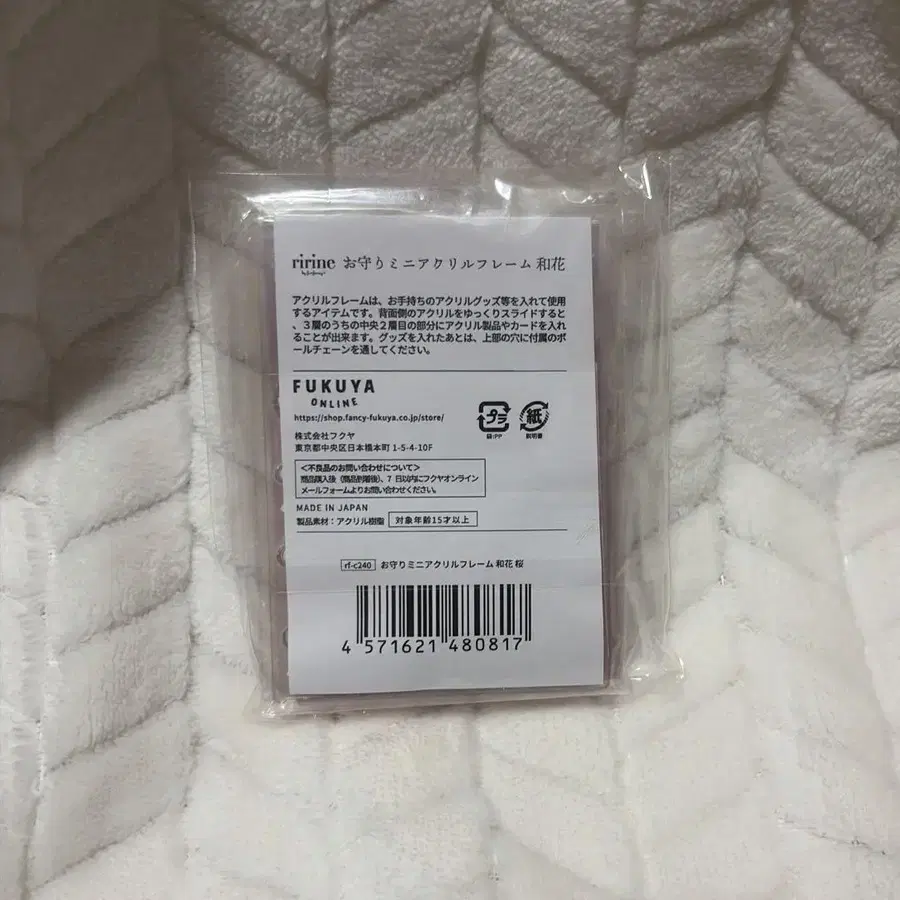 ririne お守りミニアクリルフレーム 和花
アクリルフレームは、お手持ちのアクリルグッズ等を入れて使用
するアイテムです。背面側のアクリルをゆっくりスライドすると、
、3層のうちの中央2層目の部分にアクリル製品やカードを入れ
ることが出来ます。グッズを入れたあとは、上部の穴に付属のボ
ールチェーンを通してください。
FUKUYA
ONLINE
https://shop.fancy-fukuya.co.jp/store/
プラ
袋:PP
紙
説明書
株式会社フクヤ
東京都中央区日本橋本町 1-5-4-10F
<不良品のお問い合わせについて>
商品購入後(商品到着後)、7 日以内にフクヤオンライン
メールフォームよりお問い合わせください。
MADE IN JAPAN
製品素材:アクリル樹脂 対象年齢15才以上
rf-c240 お守りミニアクリルフレーム 和花 桜
4 571621 480817